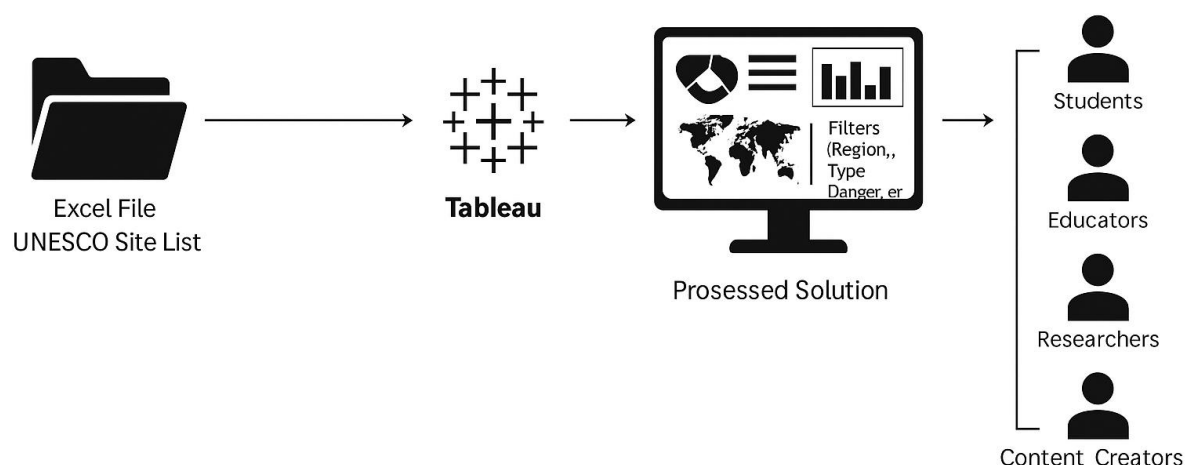 Excel File
UNESCO Site List
Tableau
Filters
(Region,,
Type
Danger, er
Prosessed Solution
Students
Educators
Researchers
Content Creators